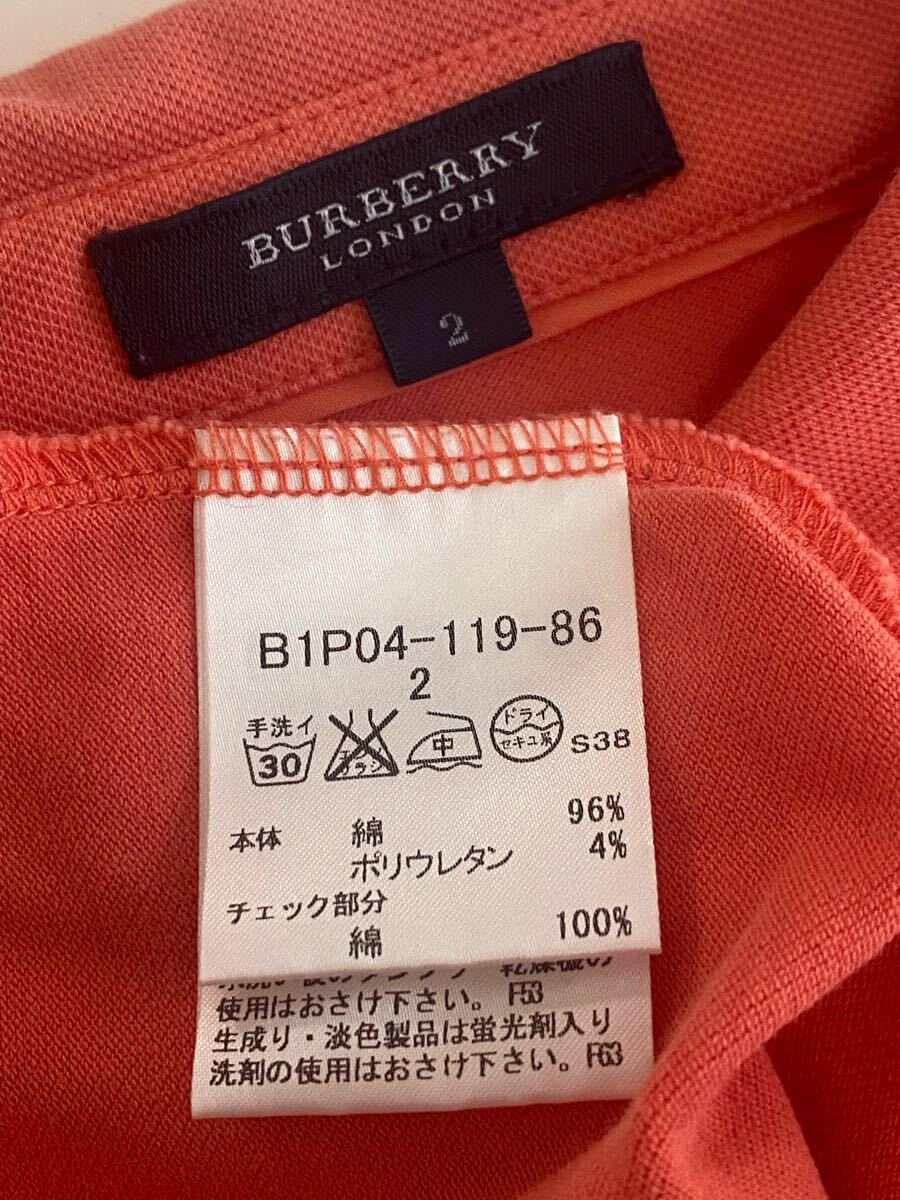 BURBERRY
LONDON
2
B1P04-119-86
2
手洗イ
30
中
ドライ
セキユ系
S38
本体 綿 96%
ポリウレタン 4%
チェック部分
綿 100%
使用はおさけ下さい。 F53
生成り・淡色製品は蛍光剤入り
洗剤の使用はおさけ下さい。F63